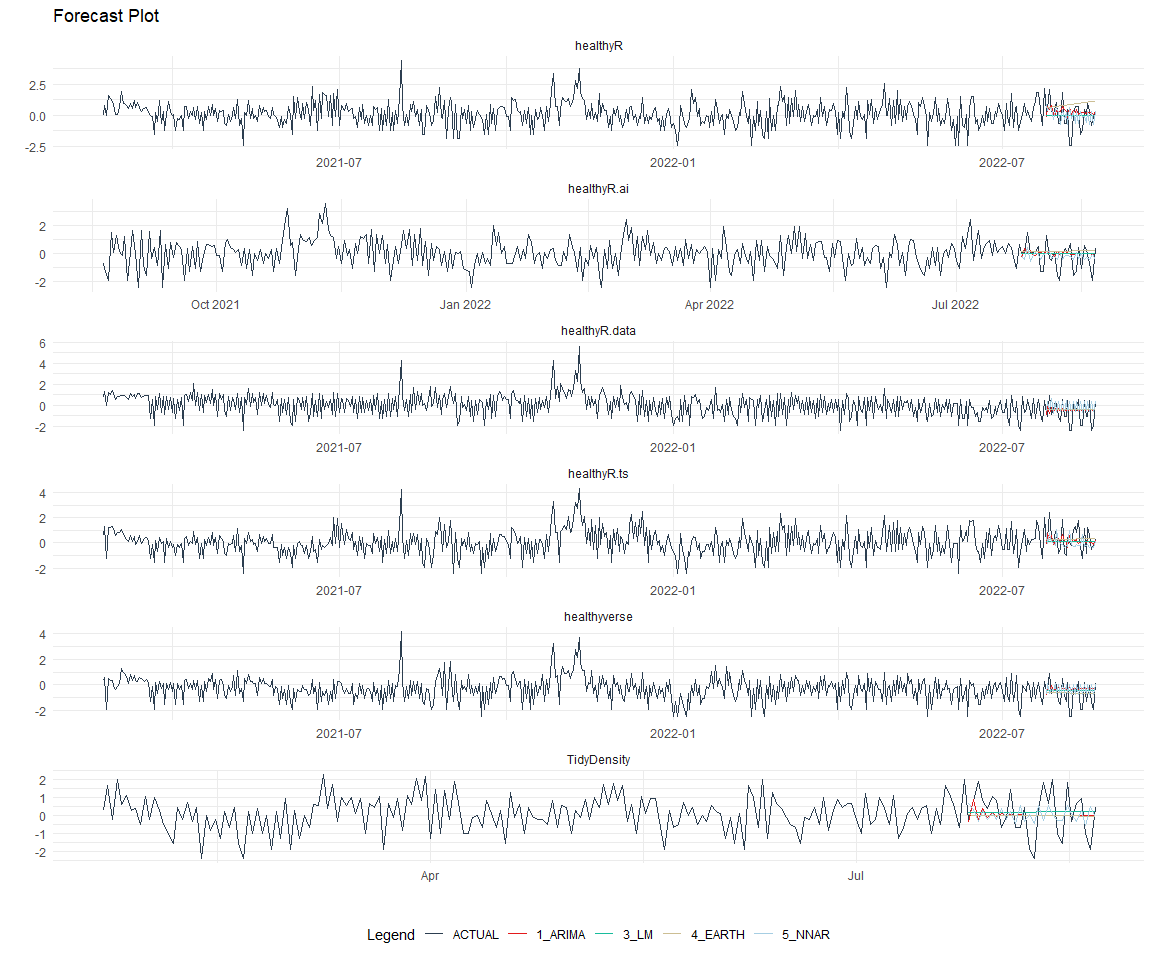 Forecast Plot
healthyR
2.5
0.0
-2.5
2021-07 2022-01 2022-07
healthyR.ai
2
0
-2
Oct 2021 Jan 2022 Apr 2022 Jul 2022
healthyR.data
6
4
2
0
-2
2021-07 2022-01 2022-07
healthyR.ts
4
2
0
-2
2021-07 2022-01 2022-07
healthyverse
4
2
0
-2
2021-07 2022-01 2022-07
TidyDensity
2
1
0
-1
-2
Apr Jul
Legend ACTUAL 1_ARIMA 3_LM 4_EARTH 5_NNAR